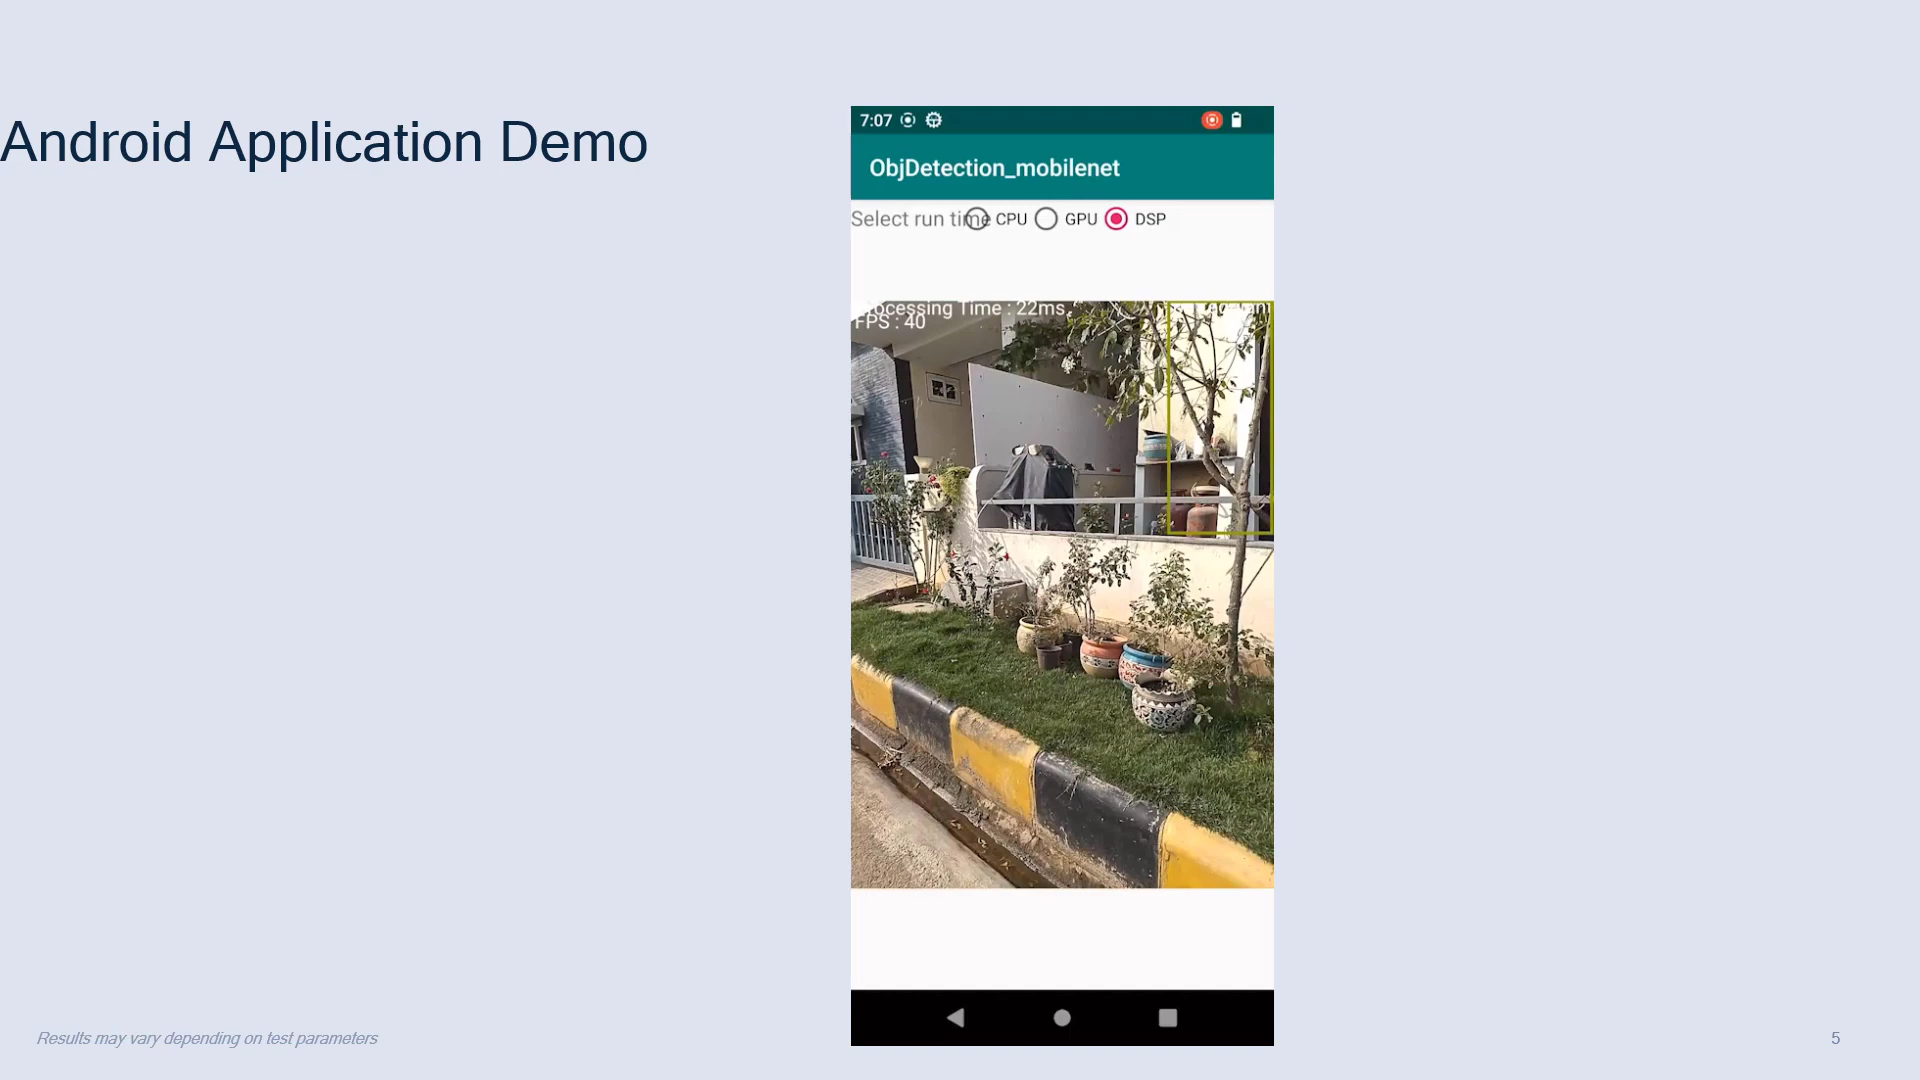 Android Application Demo
7:07
ObjDetection_mobilenet
Select run time CPU GPU DSP
Processing Time : 22ms
FPS : 40
Results may vary depending on test parameters
5